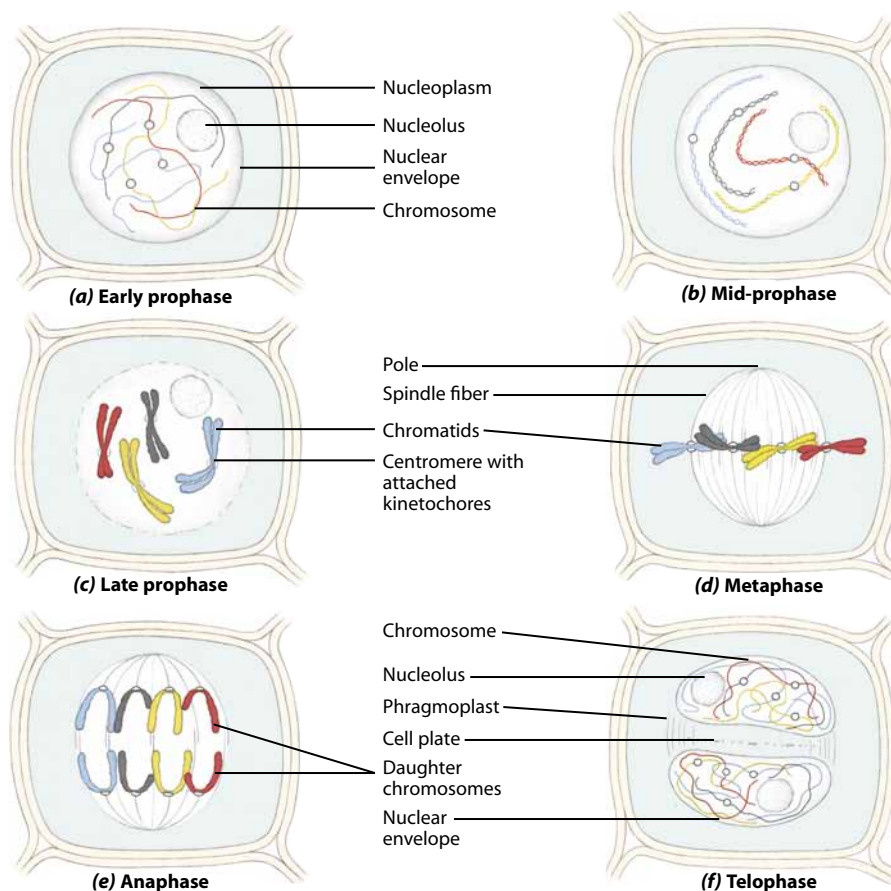 Nucleoplasm
Nucleolus
Nuclear
envelope
Chromosome
(a) Early prophase
(b) Mid-prophase
Pole
Spindle fiber
Chromatids
Centromere with
attached
kinetochores
(c) Late prophase
(d) Metaphase
Chromosome
Nucleolus
Phragmoplast
Cell plate
Daughter
chromosomes
Nuclear
envelope
(e) Anaphase
(f) Telophase